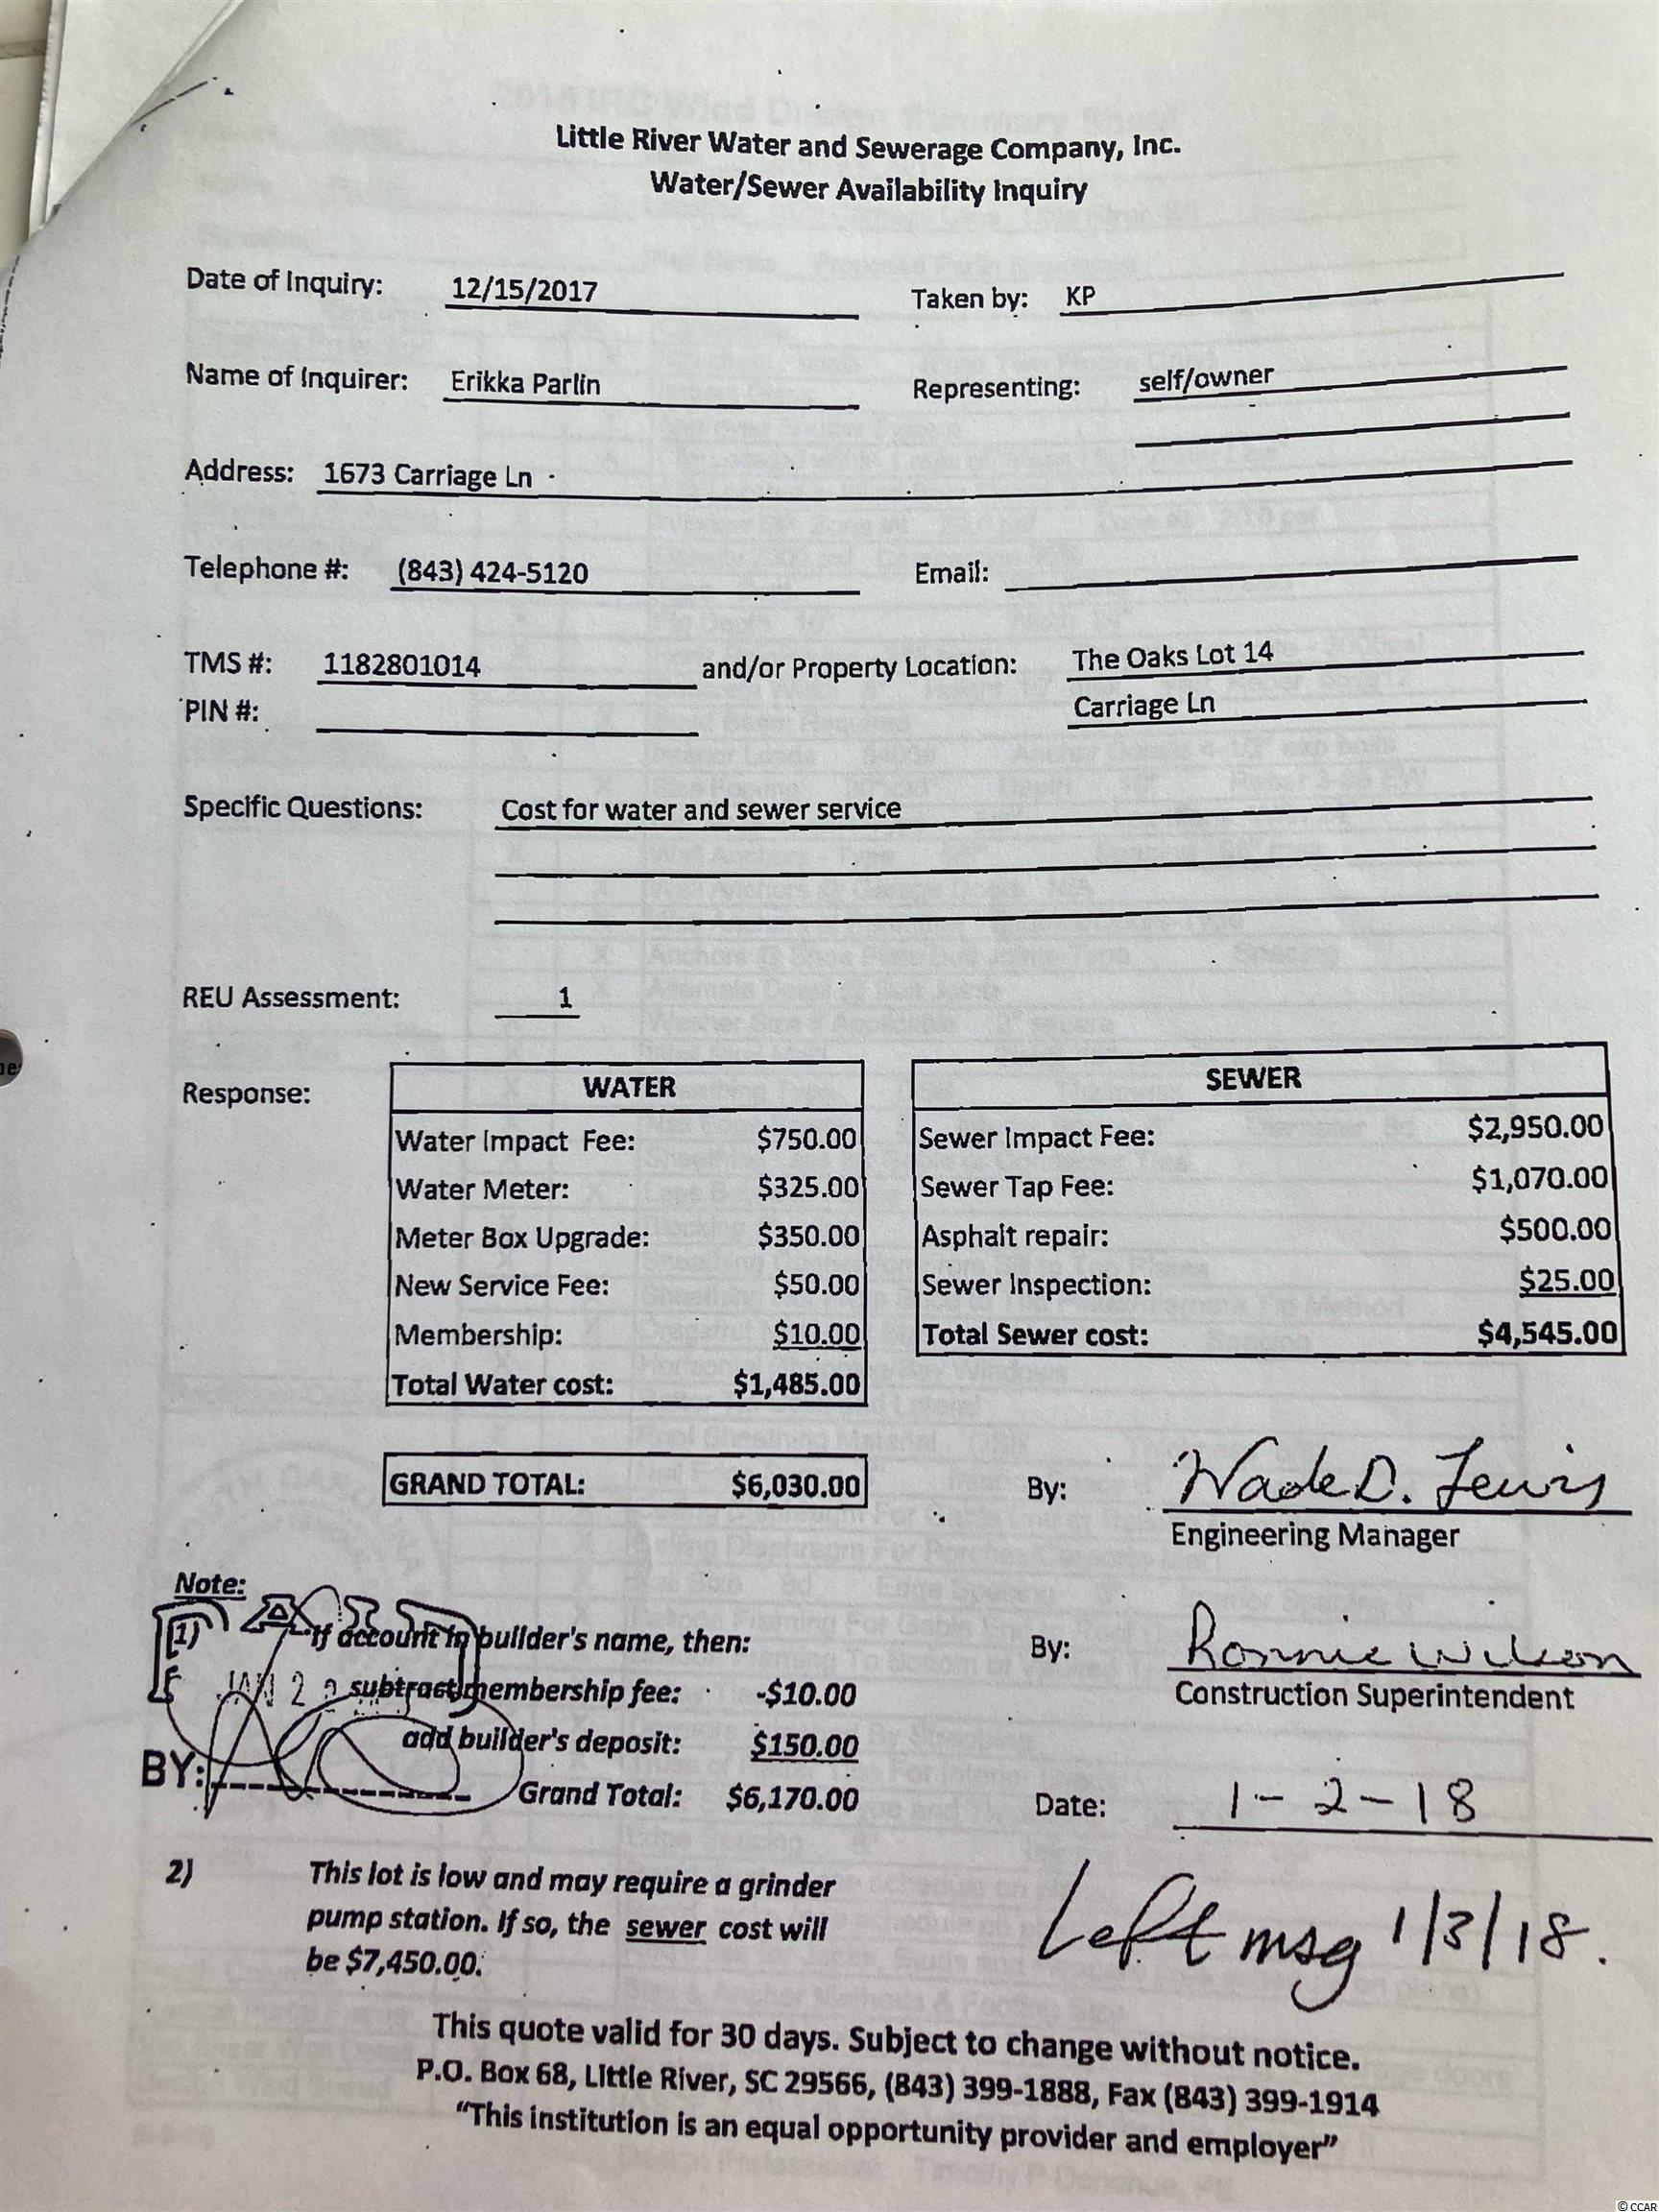 Little River Water and Sewerage Company, Inc.
Water/Sewer Availability Inquiry
Date of Inquiry: 12/15/2017 Taken by: KP
Name of Inquirer: Erikka Parlin Representing: self/owner
Address: 1673 Carriage Ln
Telephone #: (843) 424-5120 Email:
TMS #: 1182801014 and/or Property Location: The Oaks Lot 14
PIN #: Carriage Ln
Specific Questions: Cost for water and sewer service
REU Assessment: 1
Response:
WATER
Water Impact Fee: $750.00
Water Meter: $325.00
Meter Box Upgrade: $350.00
New Service Fee: $50.00
Membership: $10.00
Total Water cost: $1,485.00
SEWER
Sewer Impact Fee: $2,950.00
Sewer Tap Fee: $1,070.00
Asphalt repair: $500.00
Sewer Inspection: $25.00
Total Sewer cost: $4,545.00
GRAND TOTAL: $6,030.00
By: Wade D. Lewis
Engineering Manager
Note:
1) If account in builder's name, then:
subtract membership fee: -$10.00
add builder's deposit: $150.00
Grand Total: $6,170.00
PAID
JAN 2
BY:
By: Ronnie Wilson
Construction Superintendent
Date: 1-2-18
2) This lot is low and may require a grinder
pump station. If so, the sewer cost will
be $7,450.00.
Left msg 1/3/18.
This quote valid for 30 days. Subject to change without notice.
P.O. Box 68, Little River, SC 29566, (843) 399-1888, Fax (843) 399-1914
"This institution is an equal opportunity provider and employer"
© CCAR